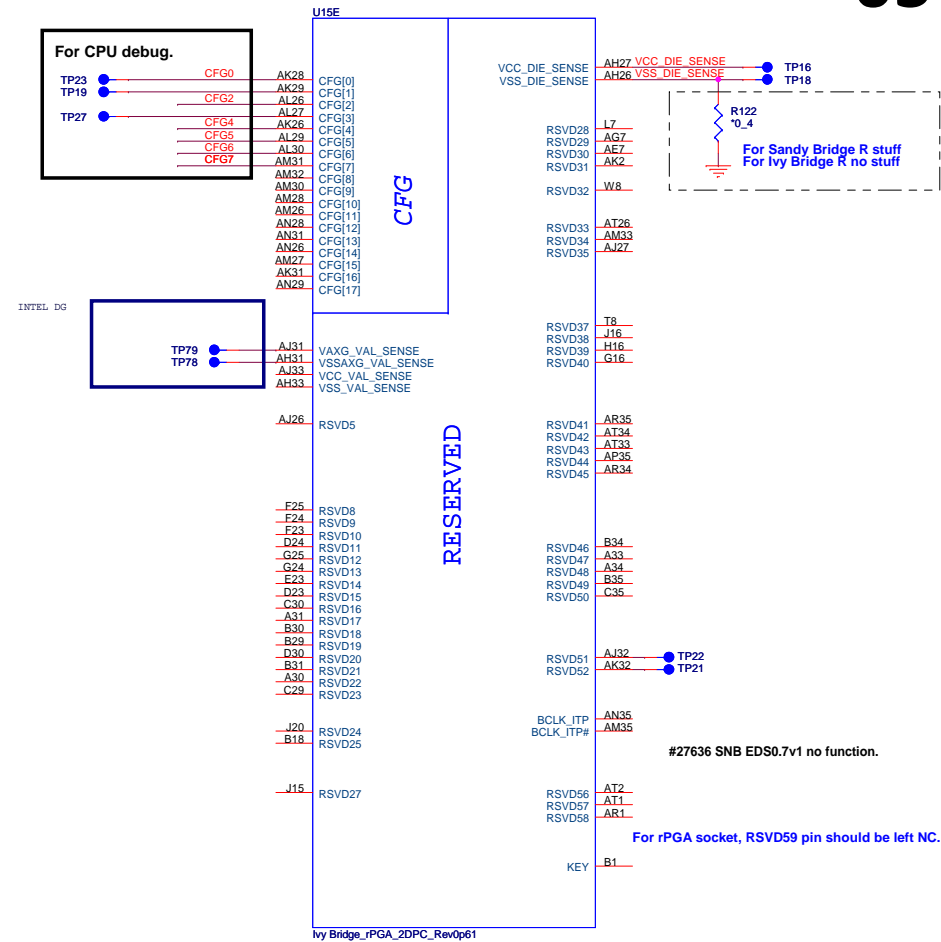 U15E
For CPU debug.
TP23 CFG0 AK28 CFG[0]
TP19 AK29 CFG[1]
CFG2 AL26 CFG[2]
TP27 AL27 CFG[3]
CFG4 AK26 CFG[4]
CFG5 AL29 CFG[5]
CFG6 AL30 CFG[6]
CFG7 AM31 CFG[7]
AM32 CFG[8]
AM30 CFG[9]
AM28 CFG[10]
AM26 CFG[11]
AN28 CFG[12]
AN31 CFG[13]
AN26 CFG[14]
AM27 CFG[15]
AK31 CFG[16]
AN29 CFG[17]
CFG
INTEL DG
TP79 AJ31 VAXG_VAL_SENSE
TP78 AH31 VSSAXG_VAL_SENSE
AJ33 VCC_VAL_SENSE
AH33 VSS_VAL_SENSE
AJ26 RSVD5
RESERVED
F25 RSVD8
F24 RSVD9
F23 RSVD10
D24 RSVD11
G25 RSVD12
G24 RSVD13
E23 RSVD14
D23 RSVD15
C30 RSVD16
A31 RSVD17
B30 RSVD18
B29 RSVD19
D30 RSVD20
B31 RSVD21
A30 RSVD22
C29 RSVD23
J20 RSVD24
B18 RSVD25
J15 RSVD27
VCC_DIE_SENSE AH27 VCC_DIE_SENSE TP16
VSS_DIE_SENSE AH26 VSS_DIE_SENSE TP18
R122
*0_4
For Sandy Bridge R stuff
For Ivy Bridge R no stuff
RSVD28 L7
RSVD29 AG7
RSVD30 AE7
RSVD31 AK2
RSVD32 W8
RSVD33 AT26
RSVD34 AM33
RSVD35 AJ27
RSVD37 T8
RSVD38 J16
RSVD39 H16
RSVD40 G16
RSVD41 AR35
RSVD42 AT34
RSVD43 AT33
RSVD44 AP35
RSVD45 AR34
RSVD46 B34
RSVD47 A33
RSVD48 A34
RSVD49 B35
RSVD50 C35
RSVD51 AJ32 TP22
RSVD52 AK32 TP21
BCLK_ITP AN35
BCLK_ITP# AM35
#27636 SNB EDS0.7v1 no function.
RSVD56 AT2
RSVD57 AT1
RSVD58 AR1
For rPGA socket, RSVD59 pin should be left NC.
KEY B1
Ivy Bridge_rPGA_2DPC_Rev0p61